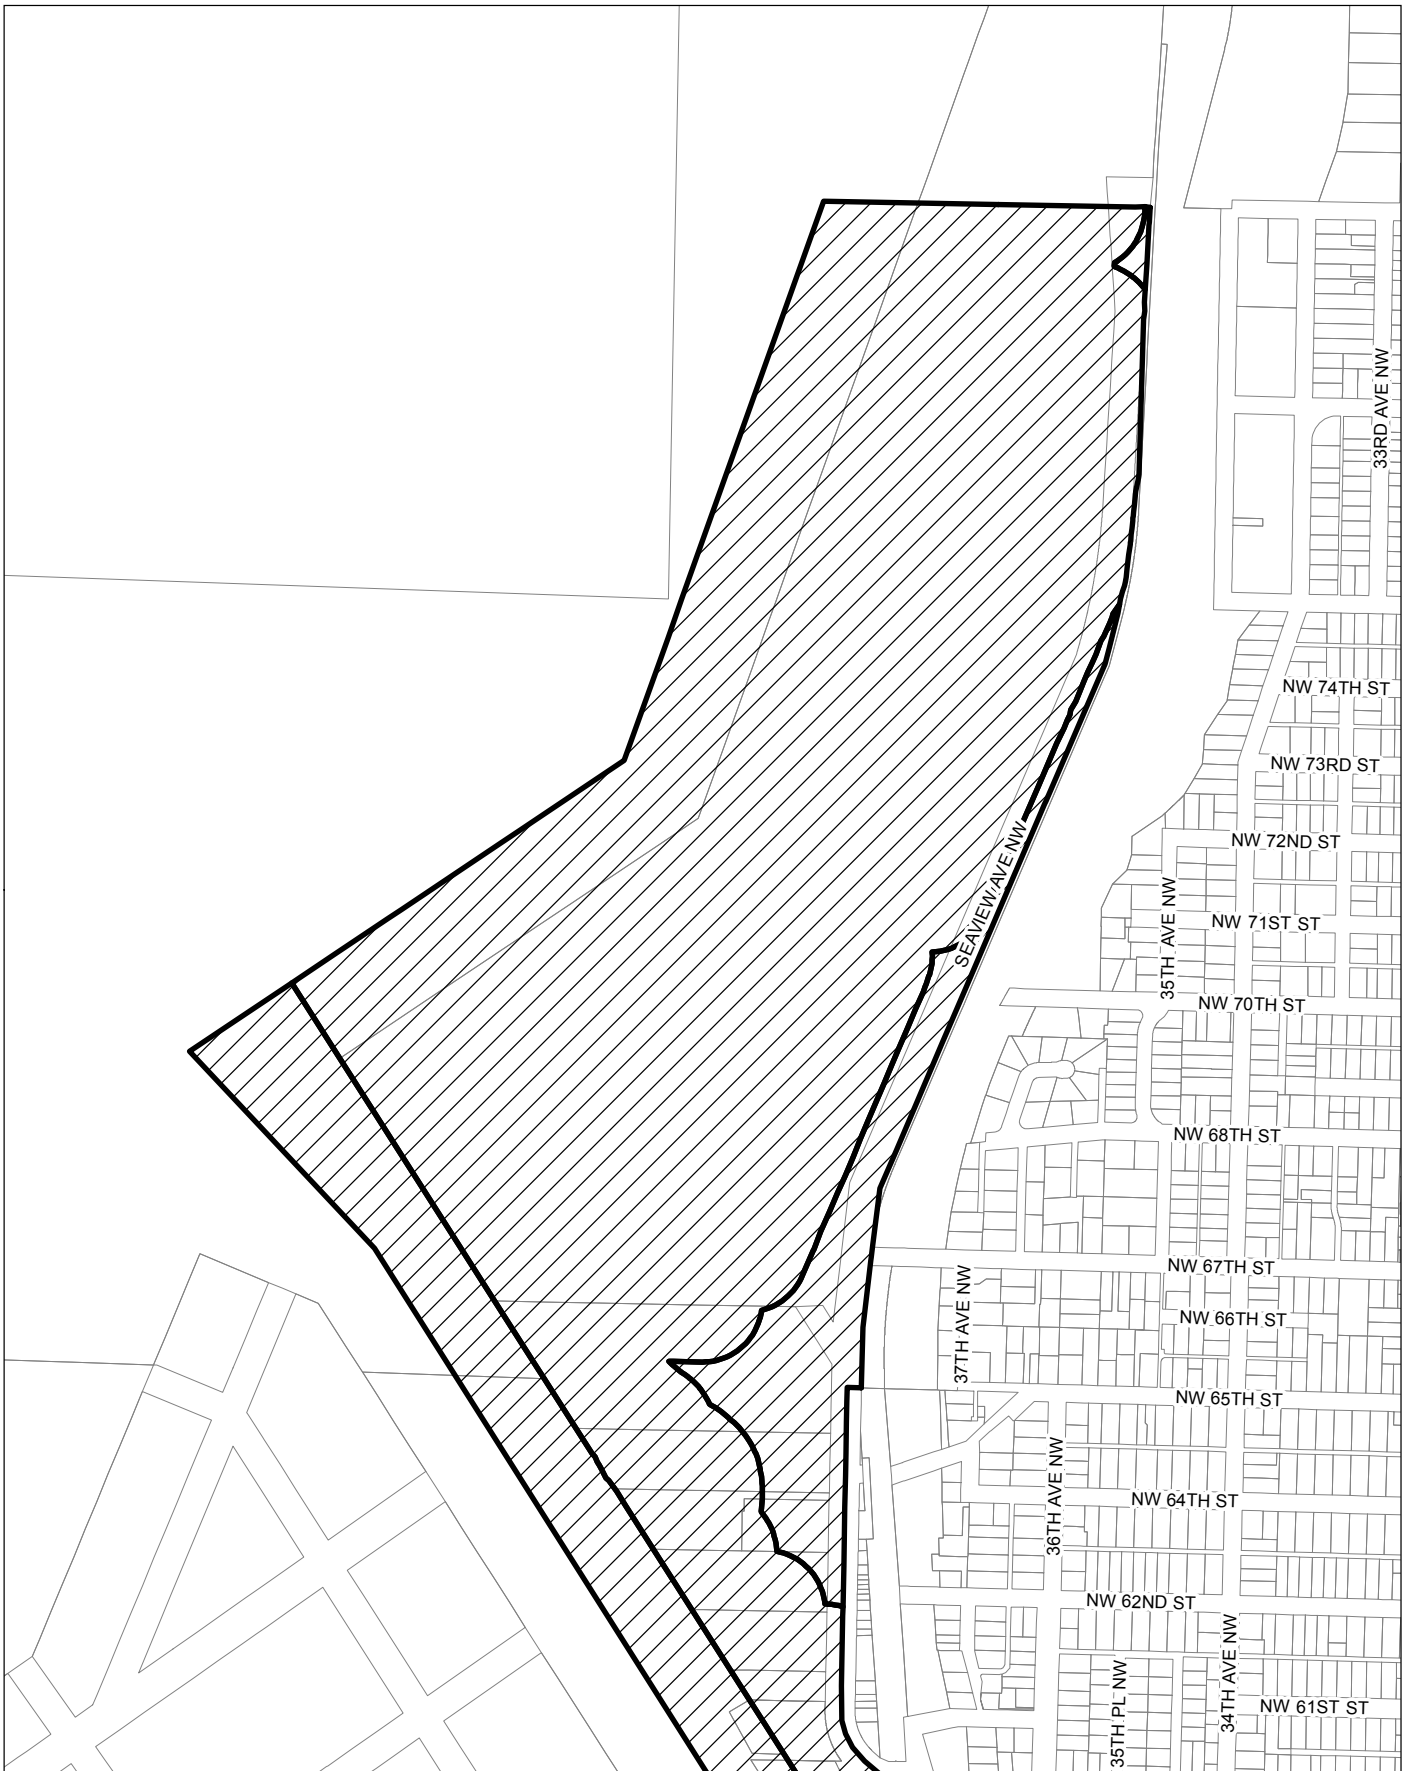 33RD AVE NW
NW 74TH ST
NW 73RD ST
NW 72ND ST
SEAVIEW AVE NW
35TH AVE NW
NW 71ST ST
NW 70TH ST
NW 68TH ST
NW 67TH ST
37TH AVE NW
NW 66TH ST
NW 65TH ST
36TH AVE NW
NW 64TH ST
NW 62ND ST
35TH PL NW
34TH AVE NW
NW 61ST ST